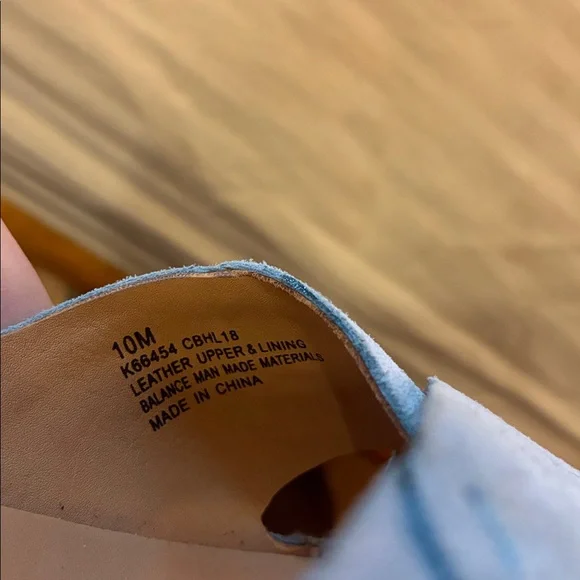 10M
K66454 CBHL18
LEATHER UPPER & LINING
BALANCE MAN MADE MATERIALS
MADE IN CHINA